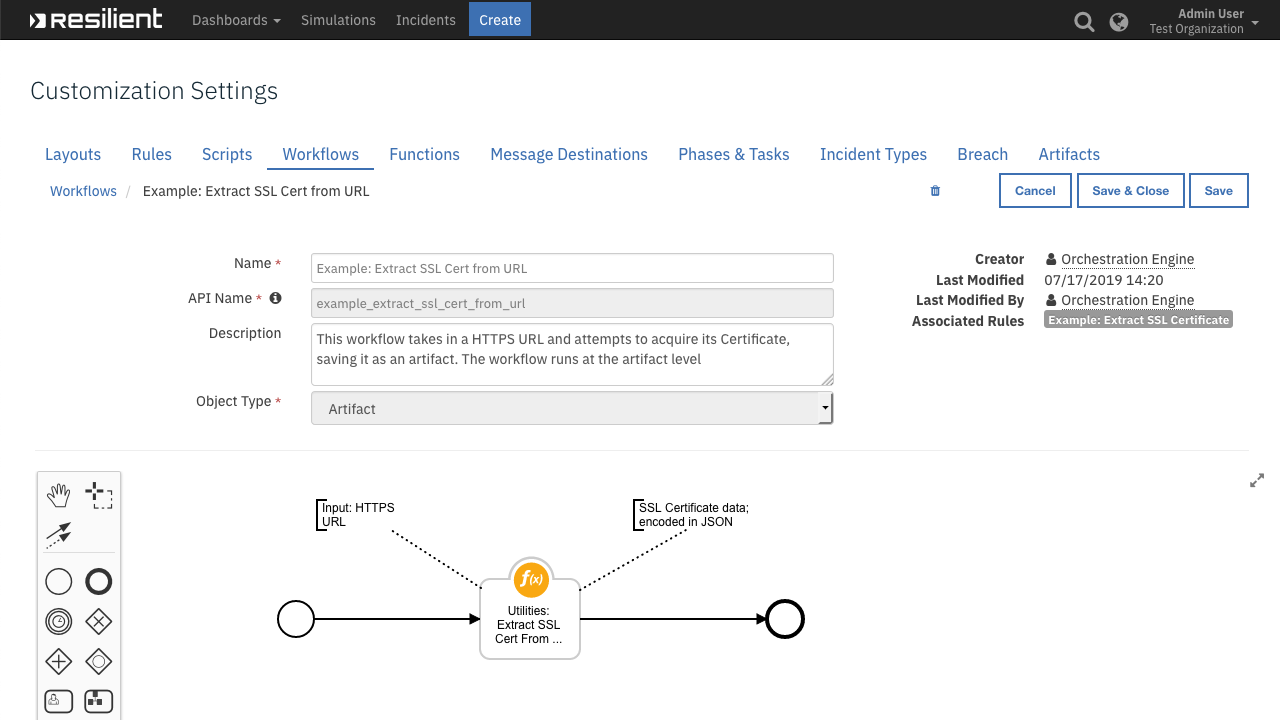 resilient Dashboards Simulations Incidents Create Admin User
Test Organization
Customization Settings
Layouts Rules Scripts Workflows Functions Message Destinations Phases & Tasks Incident Types Breach Artifacts
Workflows / Example: Extract SSL Cert from URL Cancel Save & Close Save
Name * Example: Extract SSL Cert from URL
API Name * example_extract_ssl_cert_from_url
Description This workflow takes in a HTTPS URL and attempts to acquire its Certificate,
saving it as an artifact. The workflow runs at the artifact level
Object Type * Artifact
Creator Orchestration Engine
Last Modified 07/17/2019 14:20
Last Modified By Orchestration Engine
Associated Rules Example: Extract SSL Certificate
Input: HTTPS
URL
SSL Certificate data;
encoded in JSON
f(x)
Utilities:
Extract SSL
Cert From ...